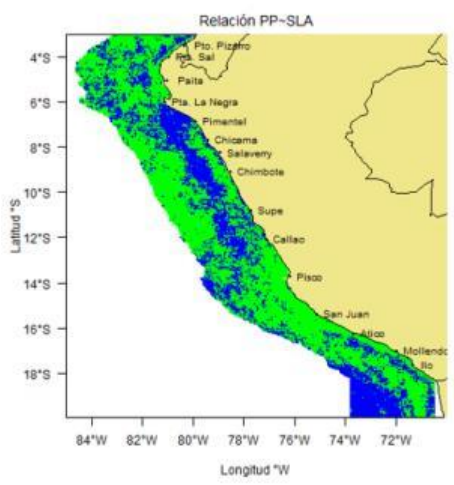 Relación PP~SLA
Pto. Pizarro
Pta. Sal
Paita
Pta. La Negra
Pimentel
Chicama
Salaverry
Chimbote
Supe
Callao
Pisco
San Juan
Atico
Mollendo
Ilo
4°S
6°S
8°S
10°S
12°S
14°S
16°S
18°S
Latitud °S
84°W 82°W 80°W 78°W 76°W 74°W 72°W
Longitud °W